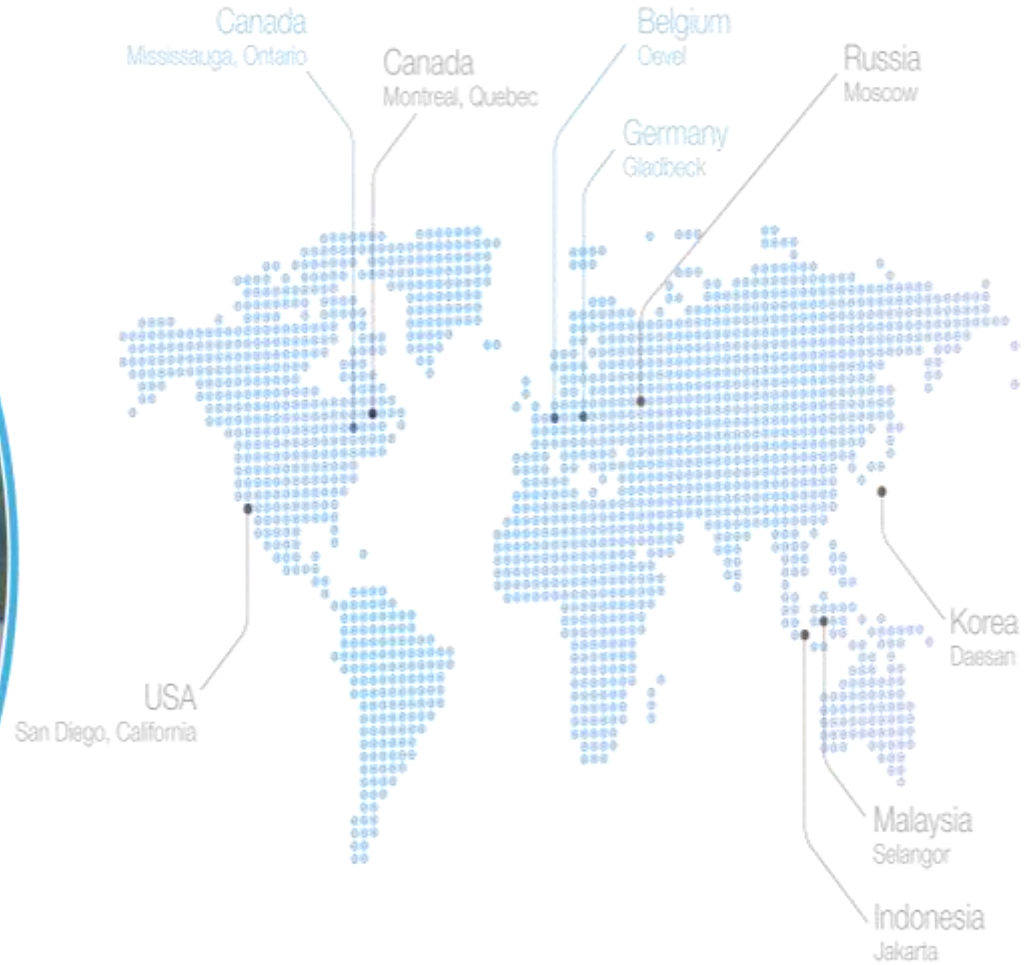 Canada
Mississauga, Ontario
Canada
Montreal, Quebec
Belgium
Oevel
Germany
Gladbeck
Russia
Moscow
USA
San Diego, California
Korea
Daesan
Malaysia
Selangor
Indonesia
Jakarta